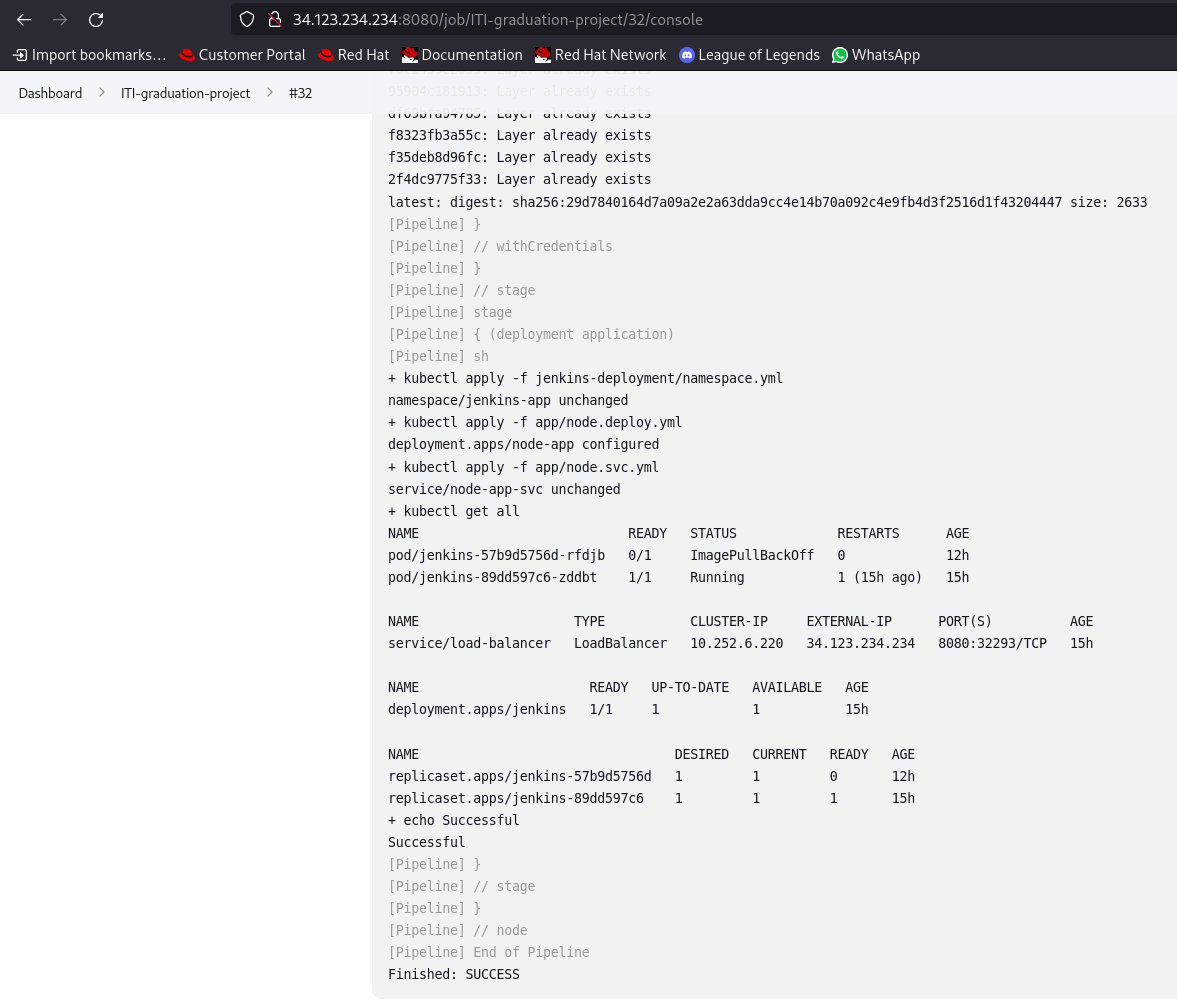 34.123.234.234:8080/job/ITI-graduation-project/32/console
Import bookmarks… Customer Portal Red Hat Documentation Red Hat Network League of Legends WhatsApp
Dashboard > ITI-graduation-project > #32
95904c181913: Layer already exists
df69bfa94785: Layer already exists
f8323fb3a55c: Layer already exists
f35deb8d96fc: Layer already exists
2f4dc9775f33: Layer already exists
latest: digest: sha256:29d7840164d7a09a2e2a63dda9cc4e14b70a092c4e9fb4d3f2516d1f43204447 size: 2633
[Pipeline] }
[Pipeline] // withCredentials
[Pipeline] }
[Pipeline] // stage
[Pipeline] stage
[Pipeline] { (deployment application)
[Pipeline] sh
+ kubectl apply -f jenkins-deployment/namespace.yml
namespace/jenkins-app unchanged
+ kubectl apply -f app/node.deploy.yml
deployment.apps/node-app configured
+ kubectl apply -f app/node.svc.yml
service/node-app-svc unchanged
+ kubectl get all
NAME READY STATUS RESTARTS AGE
pod/jenkins-57b9d5756d-rfdjb 0/1 ImagePullBackOff 0 12h
pod/jenkins-89dd597c6-zddbt 1/1 Running 1 (15h ago) 15h
NAME TYPE CLUSTER-IP EXTERNAL-IP PORT(S) AGE
service/load-balancer LoadBalancer 10.252.6.220 34.123.234.234 8080:32293/TCP 15h
NAME READY UP-TO-DATE AVAILABLE AGE
deployment.apps/jenkins 1/1 1 1 15h
NAME DESIRED CURRENT READY AGE
replicaset.apps/jenkins-57b9d5756d 1 1 0 12h
replicaset.apps/jenkins-89dd597c6 1 1 1 15h
+ echo Successful
Successful
[Pipeline] }
[Pipeline] // stage
[Pipeline] }
[Pipeline] // node
[Pipeline] End of Pipeline
Finished: SUCCESS